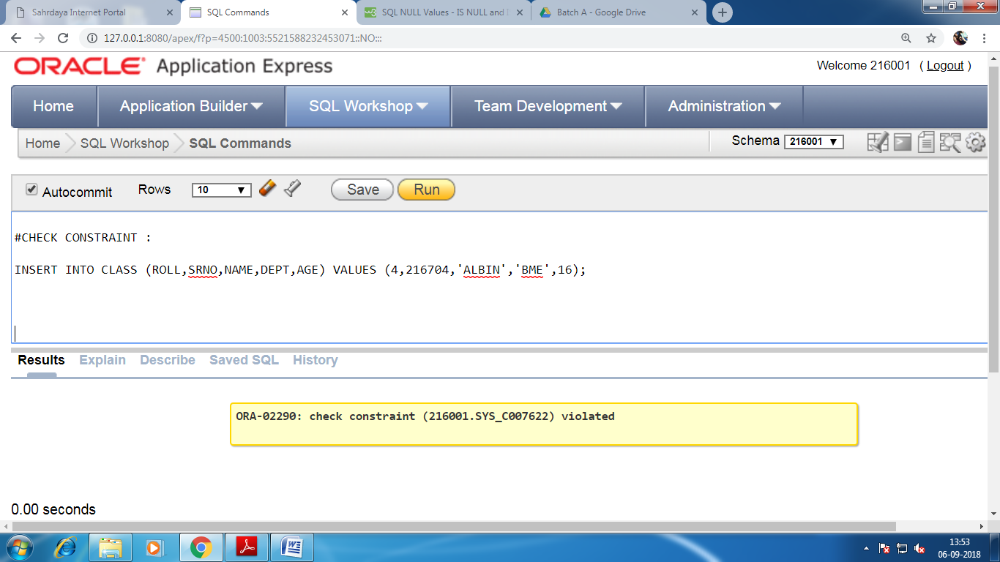 Sahrdaya Internet Portal
SQL Commands
SQL NULL Values - IS NULL and I
Batch A - Google Drive
127.0.0.1:8080/apex/f?p=4500:1003:5521588232453071::NO:::
ORACLE Application Express
Welcome 216001 ( Logout )
Home
Application Builder
SQL Workshop
Team Development
Administration
Home
SQL Workshop
SQL Commands
Schema
216001
Autocommit
Rows
10
Save
Run
#CHECK CONSTRAINT :
INSERT INTO CLASS (ROLL,SRNO,NAME,DEPT,AGE) VALUES (4,216704,'ALBIN','BME',16);
Results
Explain
Describe
Saved SQL
History
ORA-02290: check constraint (216001.SYS_C007622) violated
0.00 seconds
13:53
06-09-2018